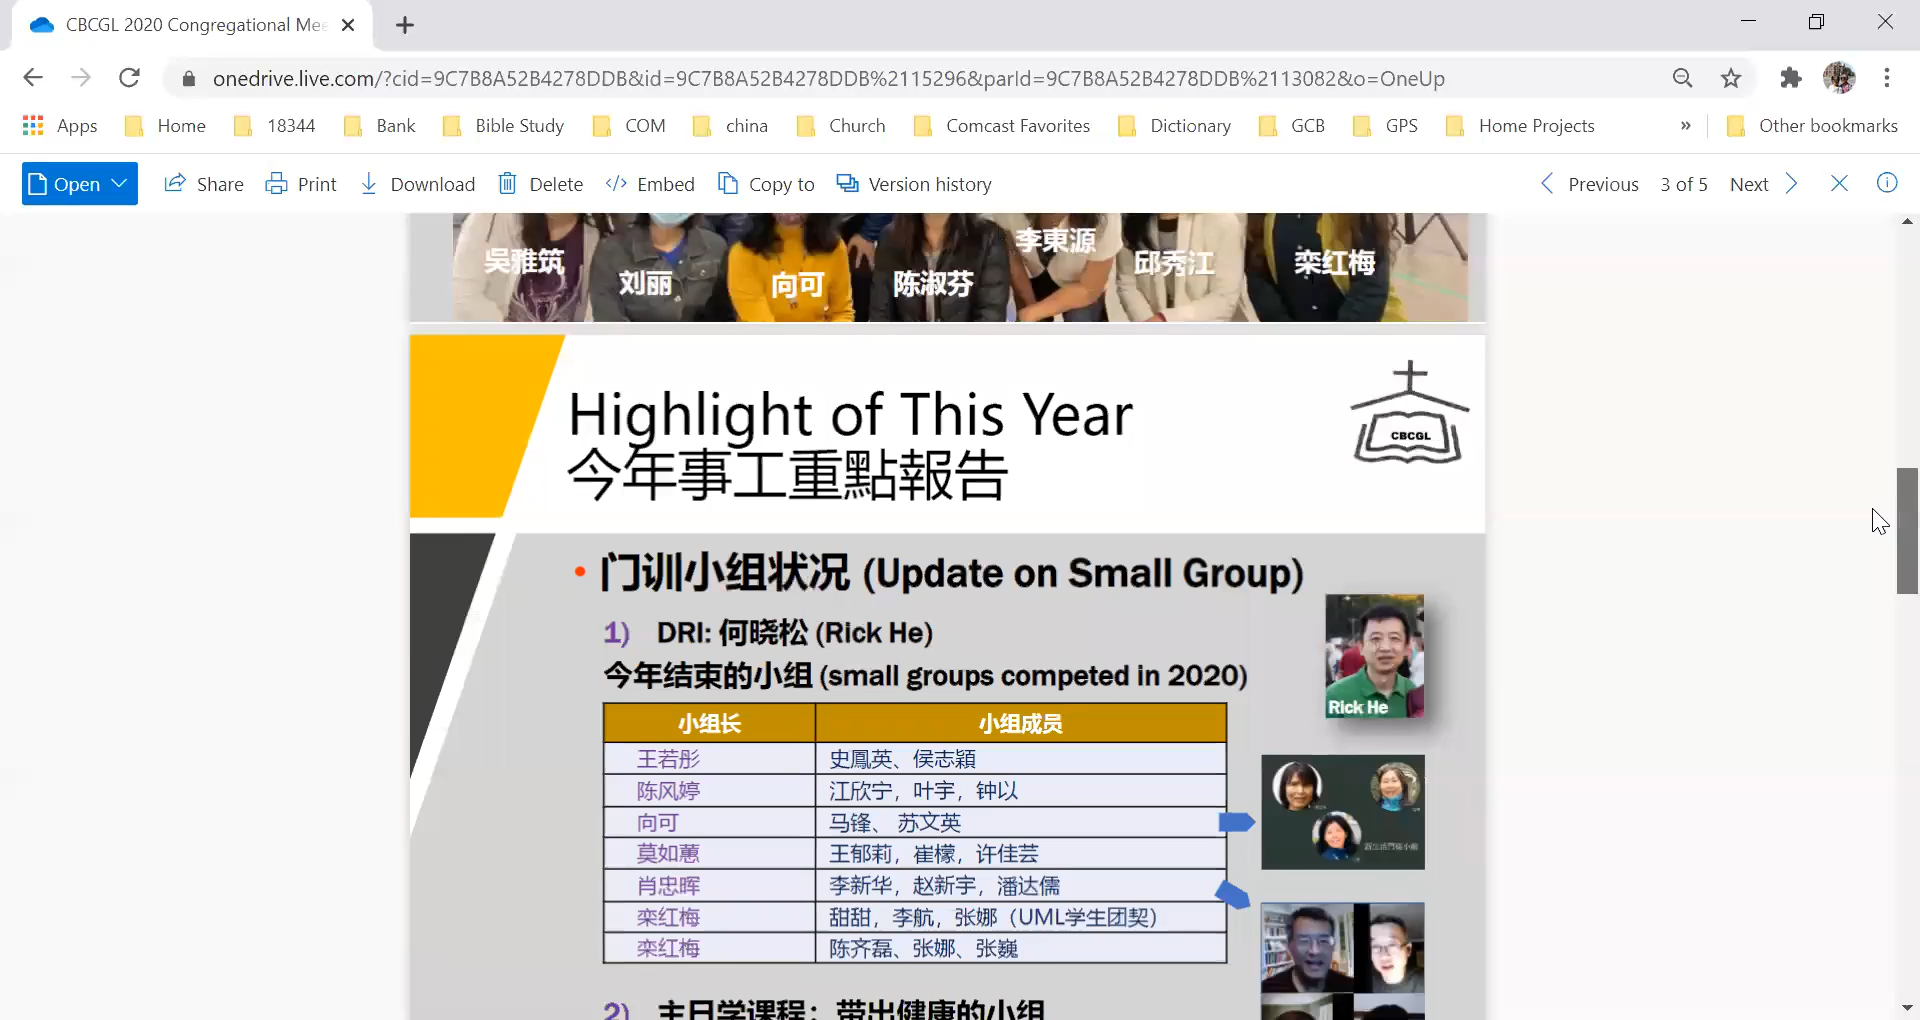 CBCGL 2020 Congregational Mee
onedrive.live.com/?cid=9C7B8A52B4278DDB&id=9C7B8A52B4278DDB%2115296&parId=9C7B8A52B4278DDB%2113082&o=OneUp
Apps Home 18344 Bank Bible Study COM china Church Comcast Favorites Dictionary GCB GPS Home Projects » Other bookmarks
Open Share Print Download Delete Embed Copy to Version history Previous 3 of 5 Next
吳雅筑 刘丽 向可 陈淑芬 李東源 邱秀江 栾红梅
Highlight of This Year
今年事工重點報告
CBCGL
• 门训小组状况 (Update on Small Group)
1) DRI: 何晓松 (Rick He)
今年结束的小组 (small groups competed in 2020)
Rick He
小组长 小组成员
王若彤 史鳳英、侯志穎
陈风婷 江欣宁，叶宇，钟以
向可 马锋、 苏文英
莫如蕙 王郁莉，崔檬，许佳芸
肖忠晖 李新华，赵新宇，潘达儒
栾红梅 甜甜，李航，张娜（UML学生团契）
栾红梅 陈齐磊、张娜、张巍
2) 主日学课程：带出健康的小组